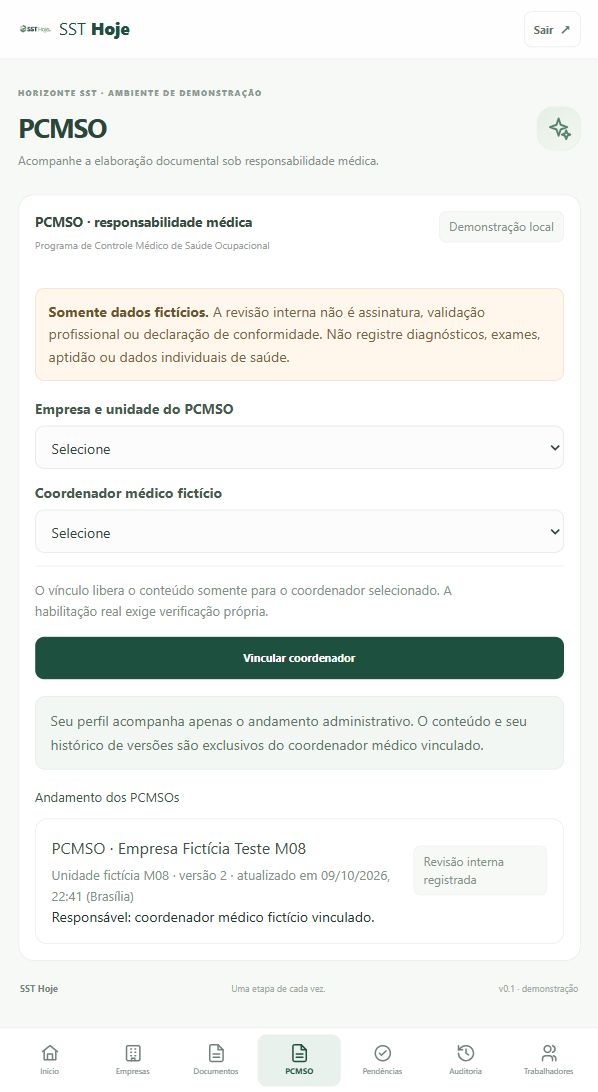 SST Hoje
SST Hoje
Sair ↗
HORIZONTE SST · AMBIENTE DE DEMONSTRAÇÃO
PCMSO
Acompanhe a elaboração documental sob responsabilidade médica.
PCMSO · responsabilidade médica
Demonstração local
Programa de Controle Médico de Saúde Ocupacional
Somente dados fictícios. A revisão interna não é assinatura, validação
profissional ou declaração de conformidade. Não registre diagnósticos, exames,
aptidão ou dados individuais de saúde.
Empresa e unidade do PCMSO
Selecione
Coordenador médico fictício
Selecione
O vínculo libera o conteúdo somente para o coordenador selecionado. A
habilitação real exige verificação própria.
Vincular coordenador
Seu perfil acompanha apenas o andamento administrativo. O conteúdo e seu
histórico de versões são exclusivos do coordenador médico vinculado.
Andamento dos PCMSOs
PCMSO · Empresa Fictícia Teste M08
Unidade fictícia M08 · versão 2 · atualizado em 09/10/2026,
22:41 (Brasília)
Responsável: coordenador médico fictício vinculado.
Revisão interna
registrada
SST Hoje
Uma etapa de cada vez.
v0.1 · demonstração
Início
Empresas
Documentos
PCMSO
Pendências
Auditoria
Trabalhadores